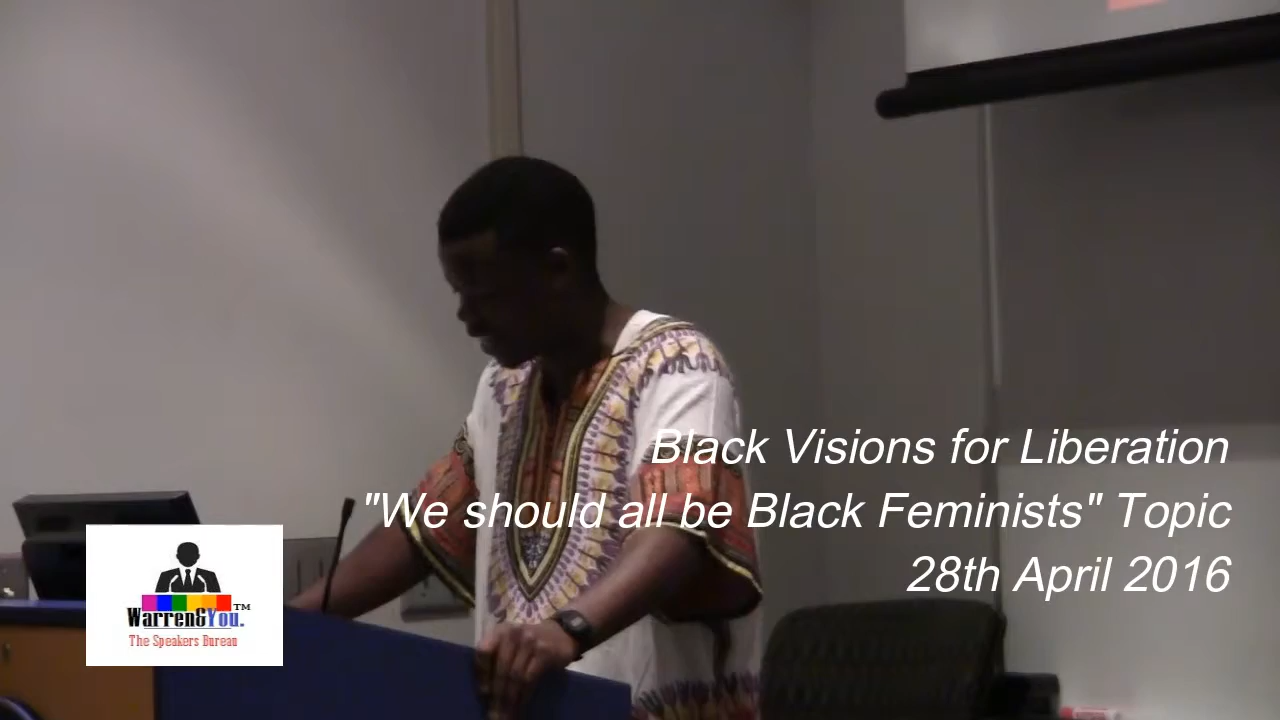 Black Visions for Liberation
"We should all be Black Feminists" Topic
28th April 2016
Warren&You.™
The Speakers Bureau